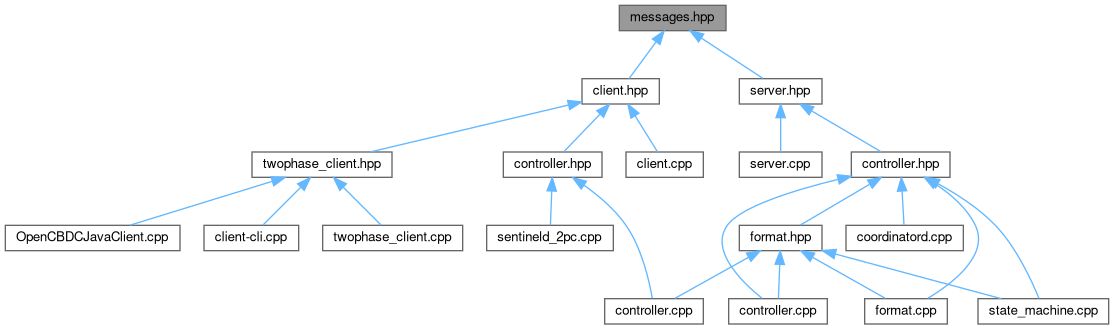 messages.hpp
client.hpp
server.hpp
twophase_client.hpp
controller.hpp
client.cpp
server.cpp
controller.hpp
OpenCBDCJavaClient.cpp
client-cli.cpp
twophase_client.cpp
sentineld_2pc.cpp
format.hpp
coordinatord.cpp
controller.cpp
controller.cpp
format.cpp
state_machine.cpp